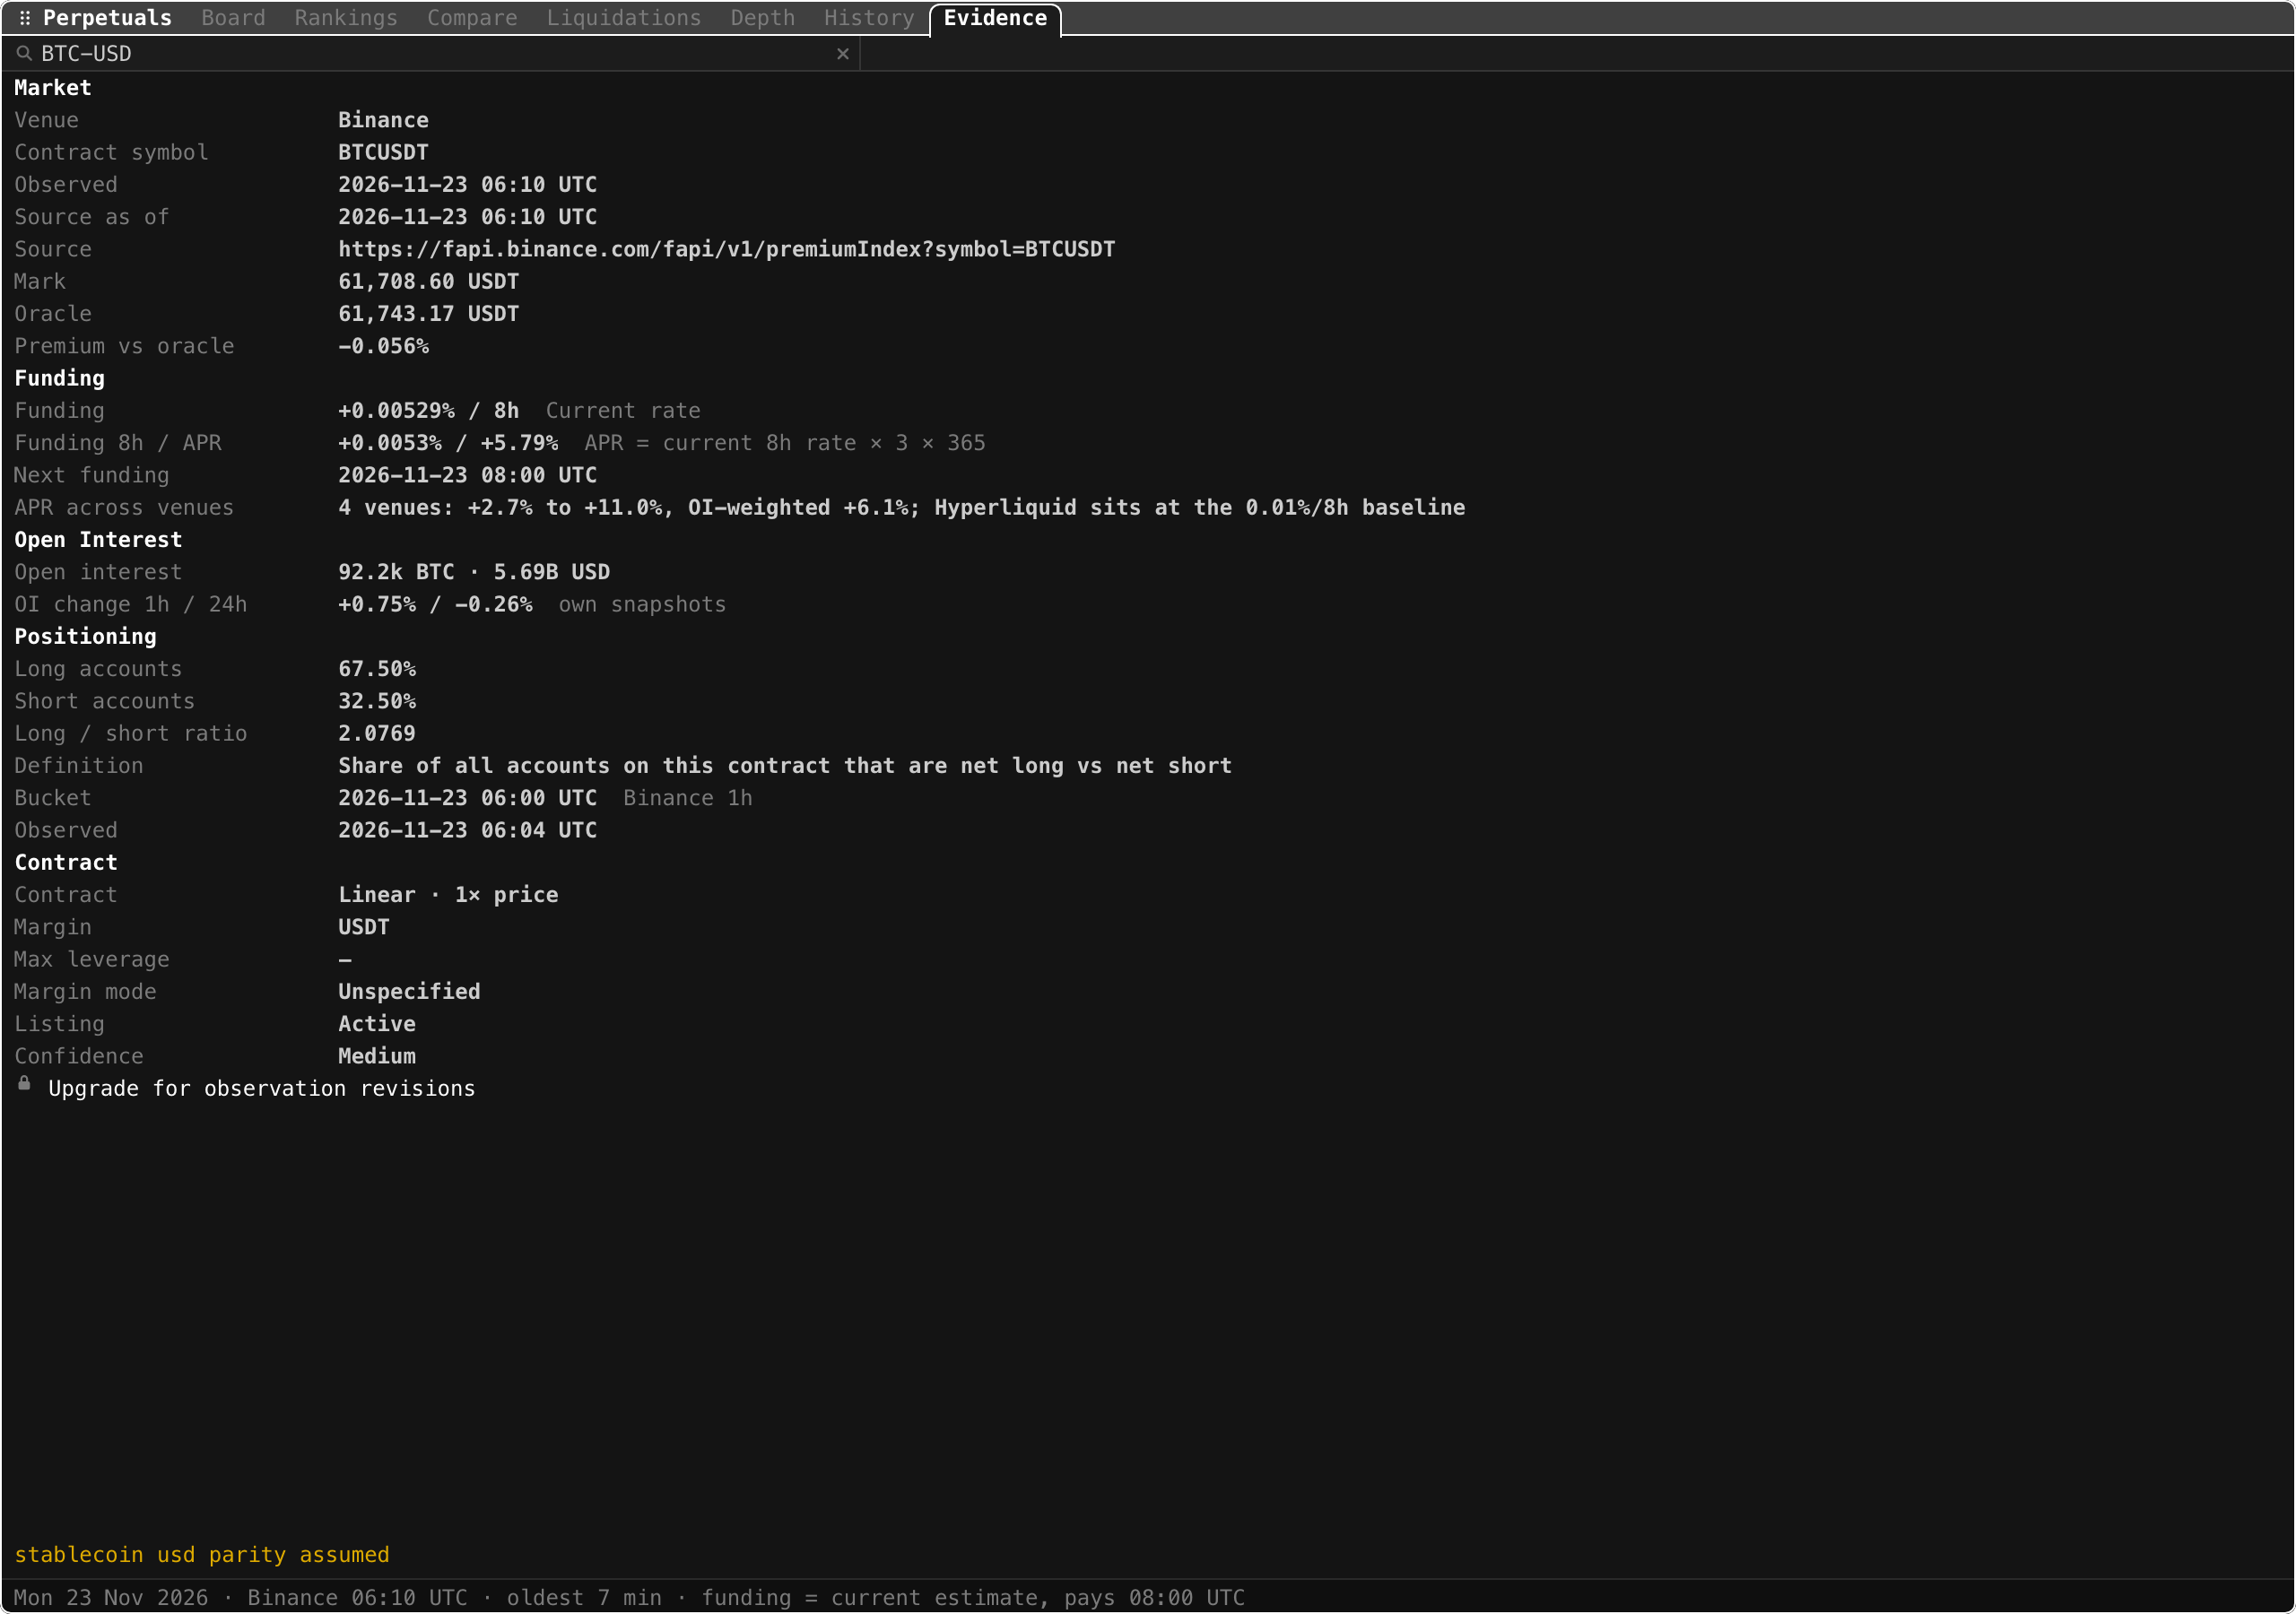 Perpetuals Board Rankings Compare Liquidations Depth History Evidence
BTC-USD ×
Market
Venue Binance
Contract symbol BTCUSDT
Observed 2026-11-23 06:10 UTC
Source as of 2026-11-23 06:10 UTC
Source https://fapi.binance.com/fapi/v1/premiumIndex?symbol=BTCUSDT
Mark 61,708.60 USDT
Oracle 61,743.17 USDT
Premium vs oracle -0.056%
Funding
Funding +0.00529% / 8h Current rate
Funding 8h / APR +0.0053% / +5.79% APR = current 8h rate × 3 × 365
Next funding 2026-11-23 08:00 UTC
APR across venues 4 venues: +2.7% to +11.0%, OI-weighted +6.1%; Hyperliquid sits at the 0.01%/8h baseline
Open Interest
Open interest 92.2k BTC · 5.69B USD
OI change 1h / 24h +0.75% / -0.26% own snapshots
Positioning
Long accounts 67.50%
Short accounts 32.50%
Long / short ratio 2.0769
Definition Share of all accounts on this contract that are net long vs net short
Bucket 2026-11-23 06:00 UTC Binance 1h
Observed 2026-11-23 06:04 UTC
Contract
Contract Linear · 1× price
Margin USDT
Max leverage —
Margin mode Unspecified
Listing Active
Confidence Medium
Upgrade for observation revisions
stablecoin usd parity assumed
Mon 23 Nov 2026 · Binance 06:10 UTC · oldest 7 min · funding = current estimate, pays 08:00 UTC